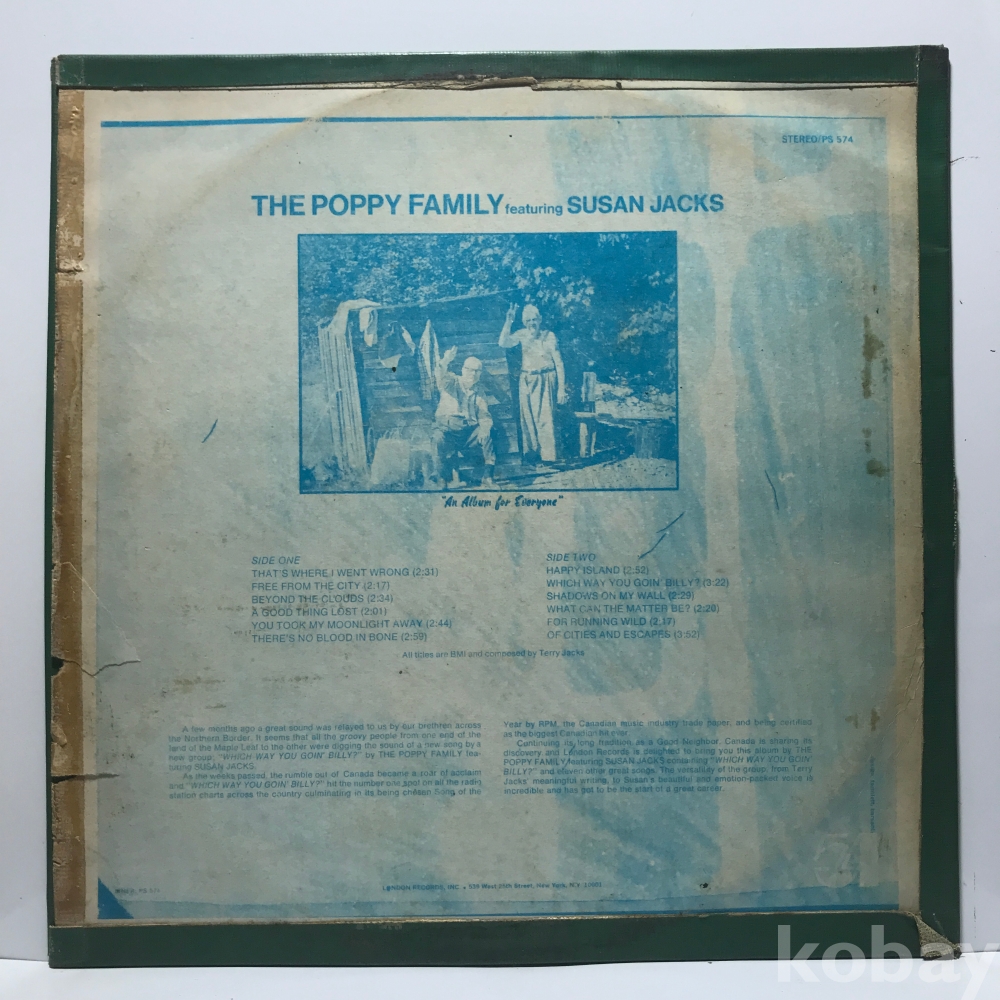 STEREO/PS 574
THE POPPY FAMILY featuring SUSAN JACKS
"An Album for Everyone"
SIDE ONE
THAT'S WHERE I WENT WRONG (2:31)
FREE FROM THE CITY (2:17)
BEYOND THE CLOUDS (2:34)
A GOOD THING LOST (2:01)
YOU TOOK MY MOONLIGHT AWAY (2:44)
THERE'S NO BLOOD IN BONE (2:59)
SIDE TWO
HAPPY ISLAND (2:52)
WHICH WAY YOU GOIN' BILLY? (3:22)
SHADOWS ON MY WALL (2:29)
WHAT CAN THE MATTER BE? (2:20)
FOR RUNNING WILD (2:17)
OF CITIES AND ESCAPES (3:52)
All titles are BMI and composed by Terry Jacks
A few months ago a great sound was relayed to us by our brethren across
the Northern Border. It seems that all the groovy people from one end of the
land of the Maple Leaf to the other were digging the sound of a new song by a
new group; "WHICH WAY YOU GOIN' BILLY?" by THE POPPY FAMILY fea-
turing SUSAN JACKS.
As the weeks passed, the rumble out of Canada became a roar of acclaim
and "WHICH WAY YOU GOIN' BILLY?" hit the number one spot on all the radio
station charts across the country culminating in its being chosen Song of the
Year by RPM, the Canadian music industry trade paper, and being certified
as the biggest Canadian hit ever.
Continuing its long tradition as a Good Neighbor, Canada is sharing its
discovery and London Records is delighted to bring you this album by THE
POPPY FAMILY featuring SUSAN JACKS containing "WHICH WAY YOU GOIN'
BILLY?" and eleven other great songs. The versatility of the group, from Terry
Jacks' meaningful writing, to Susan's beautiful and emotion-packed voice is
incredible and has got to be the start of a great career.
LONDON RECORDS, INC. • 539 West 25th Street, New York, N.Y. 10001
kobay